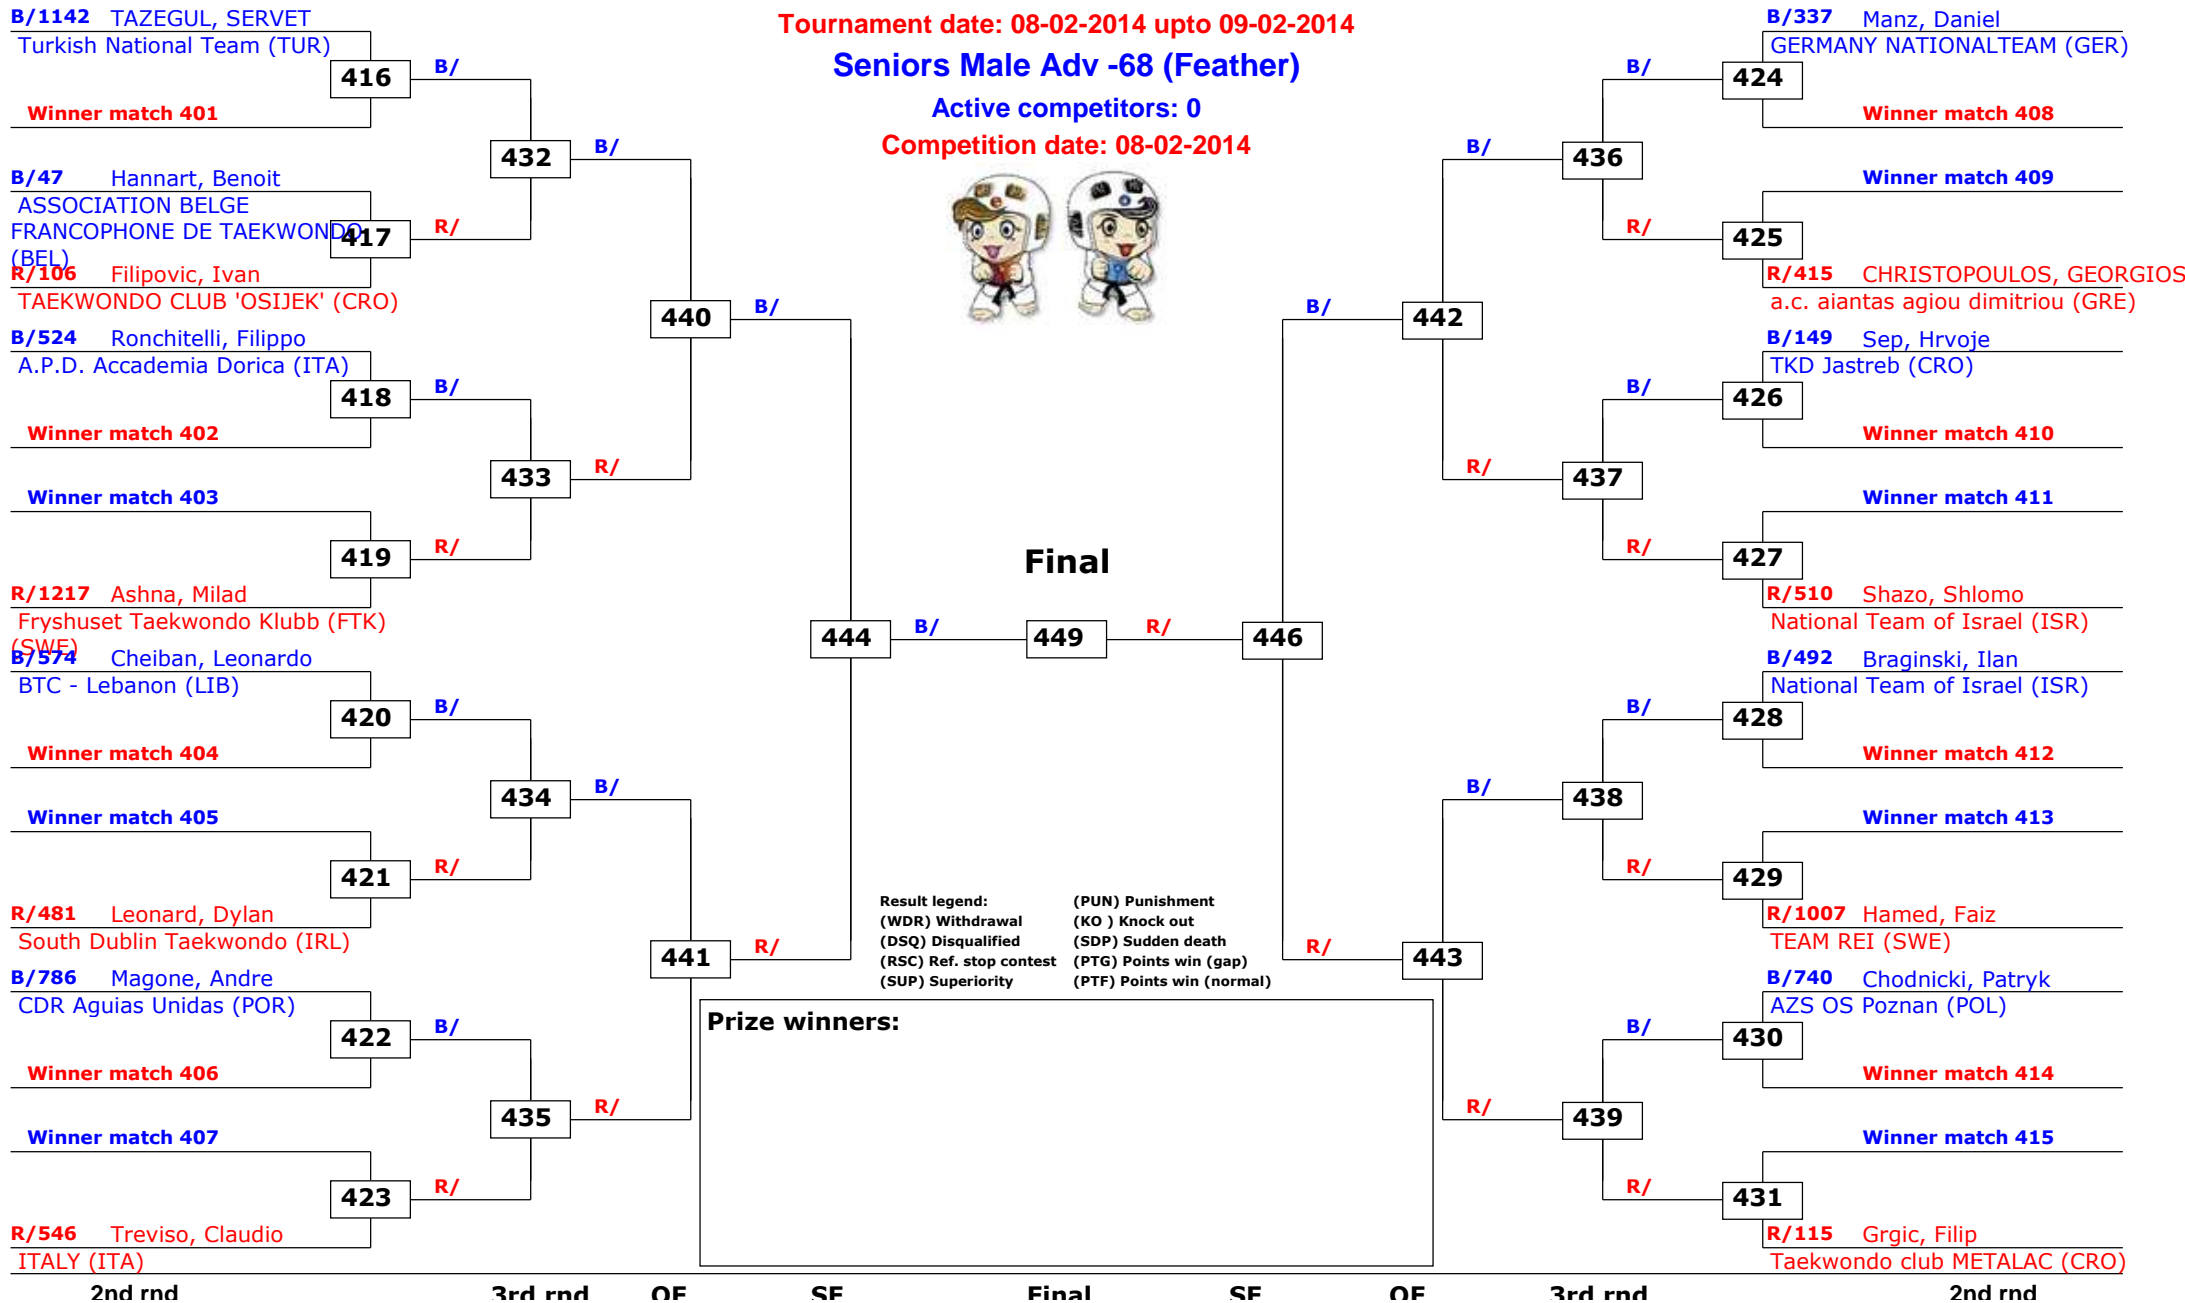 Tournament date: 08-02-2014 upto 09-02-2014
Seniors Male Adv -68 (Feather)
Active competitors: 0
Competition date: 08-02-2014
B/1142 TAZEGUL, SERVET
Turkish National Team (TUR)
416
B/
Winner match 401
432
B/
B/47 Hannart, Benoit
ASSOCIATION BELGE
FRANCOPHONE DE TAEKWONDO
(BEL)
417
R/
R/106 Filipovic, Ivan
TAEKWONDO CLUB 'OSIJEK' (CRO)
440
B/
B/524 Ronchitelli, Filippo
A.P.D. Accademia Dorica (ITA)
418
B/
Winner match 402
433
R/
Winner match 403
419
R/
R/1217 Ashna, Milad
Fryshuset Taekwondo Klubb (FTK)
(SWE)
444
B/
B/574 Cheiban, Leonardo
BTC - Lebanon (LIB)
420
B/
Winner match 404
434
B/
Winner match 405
421
R/
R/481 Leonard, Dylan
South Dublin Taekwondo (IRL)
441
R/
B/786 Magone, Andre
CDR Aguias Unidas (POR)
422
B/
Winner match 406
435
R/
Winner match 407
423
R/
R/546 Treviso, Claudio
ITALY (ITA)
Final
449
R/
446
B/337 Manz, Daniel
GERMANY NATIONALTEAM (GER)
B/
424
Winner match 408
B/
436
Winner match 409
R/
425
R/415 CHRISTOPOULOS, GEORGIOS
a.c. aiantas agiou dimitriou (GRE)
B/
442
B/149 Sep, Hrvoje
TKD Jastreb (CRO)
B/
426
Winner match 410
R/
437
Winner match 411
R/
427
R/510 Shazo, Shlomo
National Team of Israel (ISR)
B/492 Braginski, Ilan
National Team of Israel (ISR)
B/
428
Winner match 412
B/
438
Winner match 413
R/
429
R/1007 Hamed, Faiz
TEAM REI (SWE)
R/
443
B/740 Chodnicki, Patryk
AZS OS Poznan (POL)
B/
430
Winner match 414
R/
439
Winner match 415
R/
431
R/115 Grgic, Filip
Taekwondo club METALAC (CRO)
Result legend: (PUN) Punishment
(WDR) Withdrawal (KO ) Knock out
(DSQ) Disqualified (SDP) Sudden death
(RSC) Ref. stop contest (PTG) Points win (gap)
(SUP) Superiority (PTF) Points win (normal)
Prize winners:
2nd rnd 3rd rnd QF SF Final SF QF 3rd rnd 2nd rnd